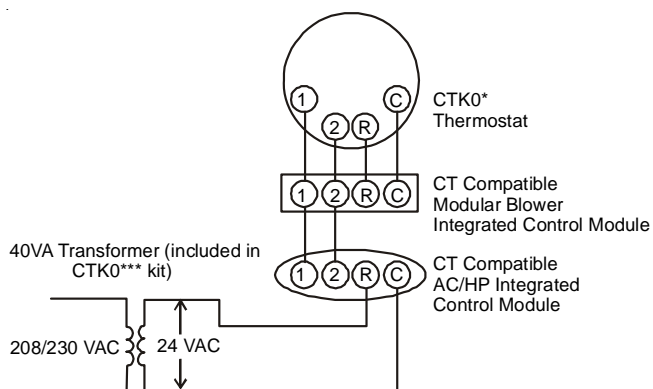 1
C
2
R
CTK0*
Thermostat
1
2
R
C
CT Compatible
Modular Blower
Integrated Control Module
40VA Transformer (included in
CTK0*** kit)
1
2
R
C
CT Compatible
AC/HP Integrated
Control Module
208/230 VAC
24 VAC